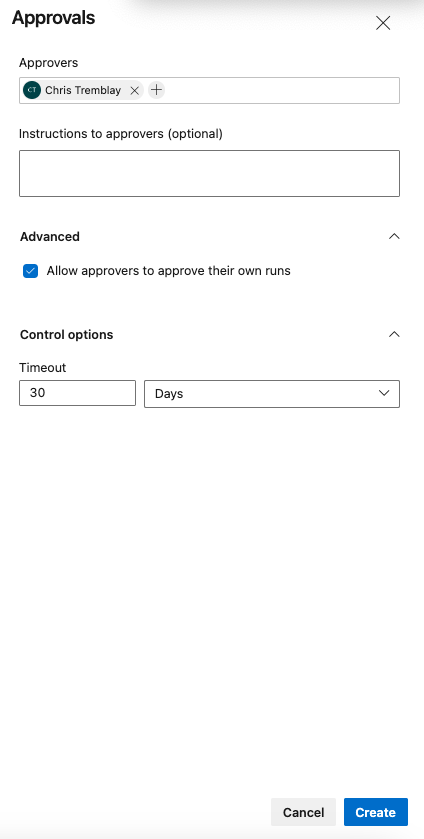 Approvals
Approvers
CT Chris Tremblay
Instructions to approvers (optional)
Advanced
Allow approvers to approve their own runs
Control options
Timeout
30 Days
Cancel Create